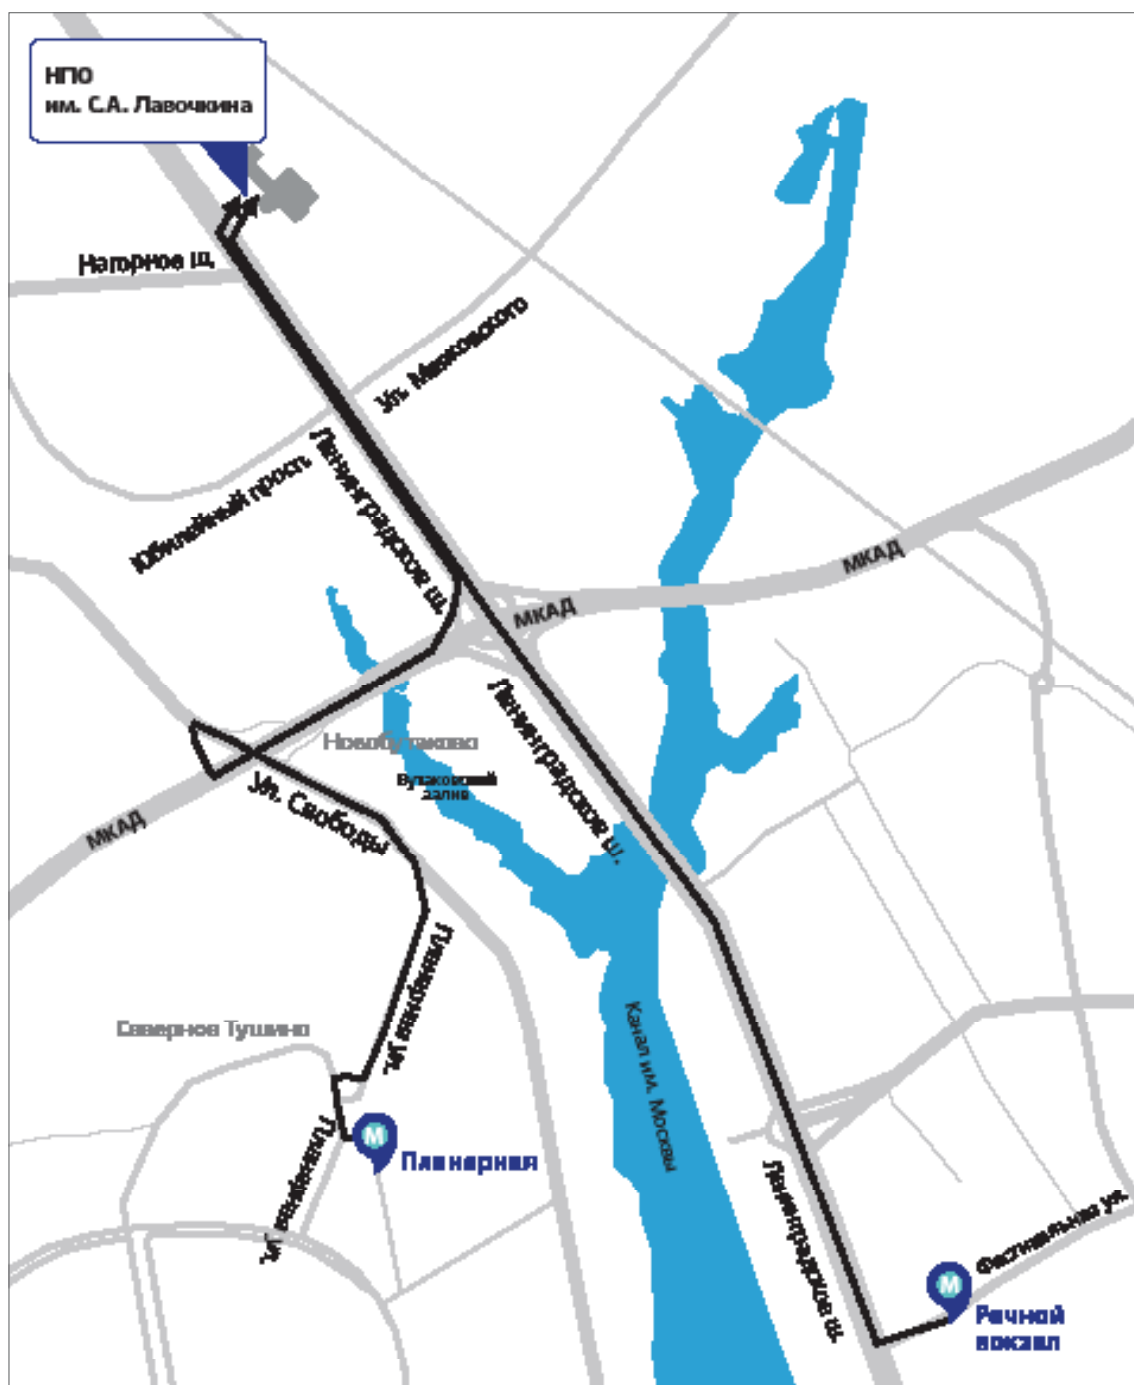 НПО
им. С.А. Лавочкина
Нагорное ш.
Ул. Маяковского
Юбилейный просп.
Ленинградское ш.
МКАД
МКАД
Ленинградское ш.
Новобутаково
Бутаковский
залив
Ул. Свободы
МКАД
Планерная ул.
Северное Тушино
Канал им. Москвы
Планерная ул.
М
Планерная
Ленинградское ш.
Фестивальная ул.
М
Речной
вокзал